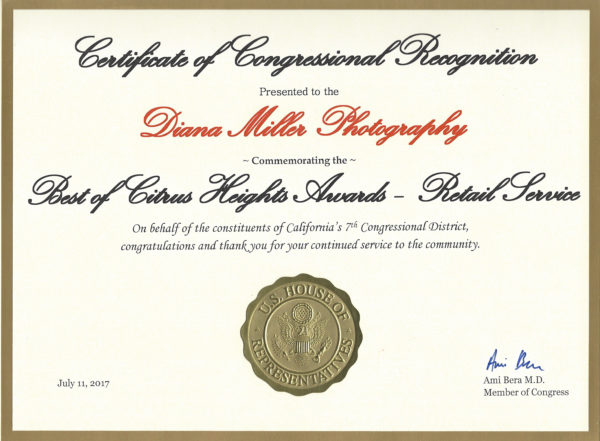 Certificate of Congressional Recognition
Presented to the
Diana Miller Photography
~ Commemorating the ~
Best of Citrus Heights Awards – Retail Service
On behalf of the constituents of California's 7th Congressional District,
congratulations and thank you for your continued service to the community.
U.S. HOUSE OF
REPRESENTATIVES
Ami Bera
July 11, 2017
Ami Bera M.D.
Member of Congress